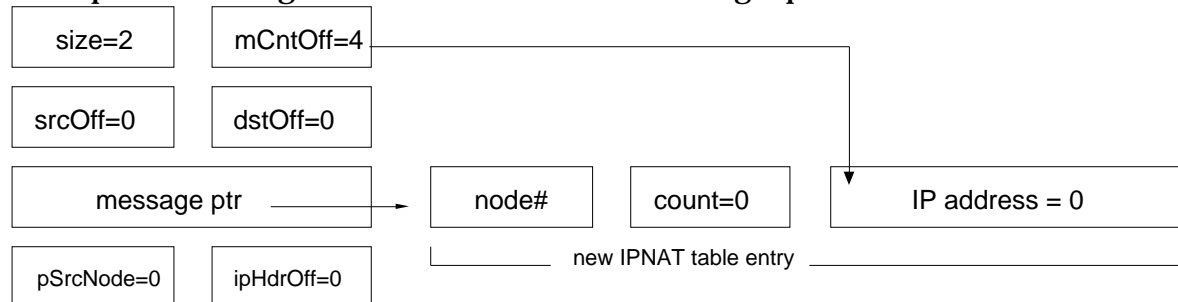 size=2 mCntOff=4
srcOff=0 dstOff=0
message ptr node# count=0 IP address = 0
new IPNAT table entry
pSrcNode=0 ipHdrOff=0